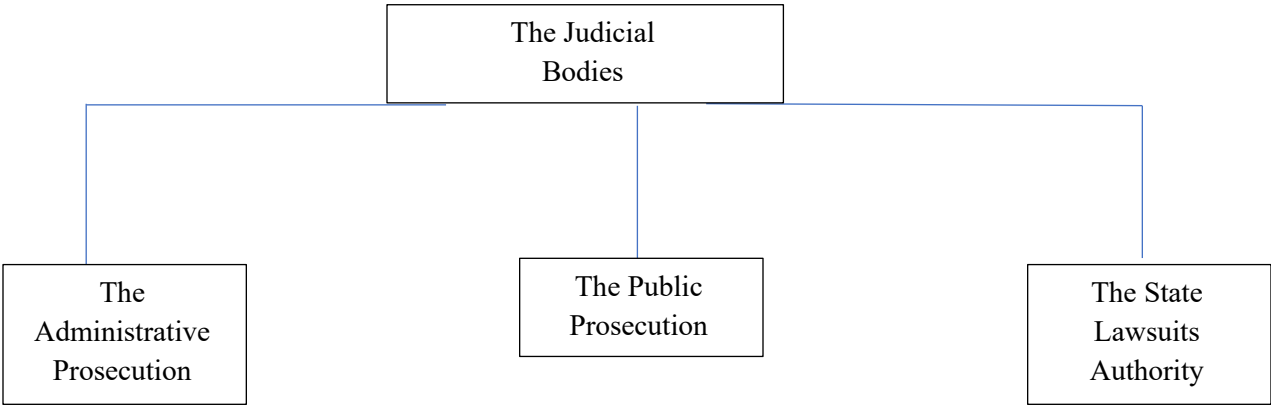 The Judicial
Bodies
The
Administrative
Prosecution
The Public
Prosecution
The State
Lawsuits
Authority